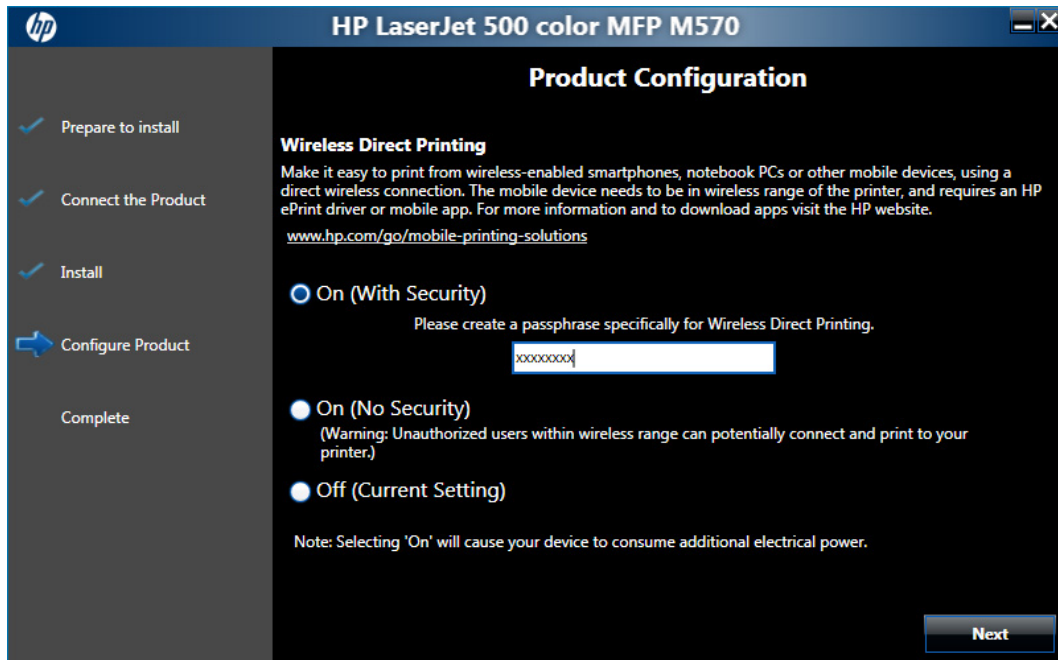 hp
HP LaserJet 500 color MFP M570
Product Configuration
Prepare to install
Connect the Product
Install
Configure Product
Complete
Wireless Direct Printing
Make it easy to print from wireless-enabled smartphones, notebook PCs or other mobile devices, using a
direct wireless connection. The mobile device needs to be in wireless range of the printer, and requires an HP
ePrint driver or mobile app. For more information and to download apps visit the HP website.
www.hp.com/go/mobile-printing-solutions
On (With Security)
Please create a passphrase specifically for Wireless Direct Printing.
xxxxxxxx
On (No Security)
(Warning: Unauthorized users within wireless range can potentially connect and print to your
printer.)
Off (Current Setting)
Note: Selecting 'On' will cause your device to consume additional electrical power.
Next